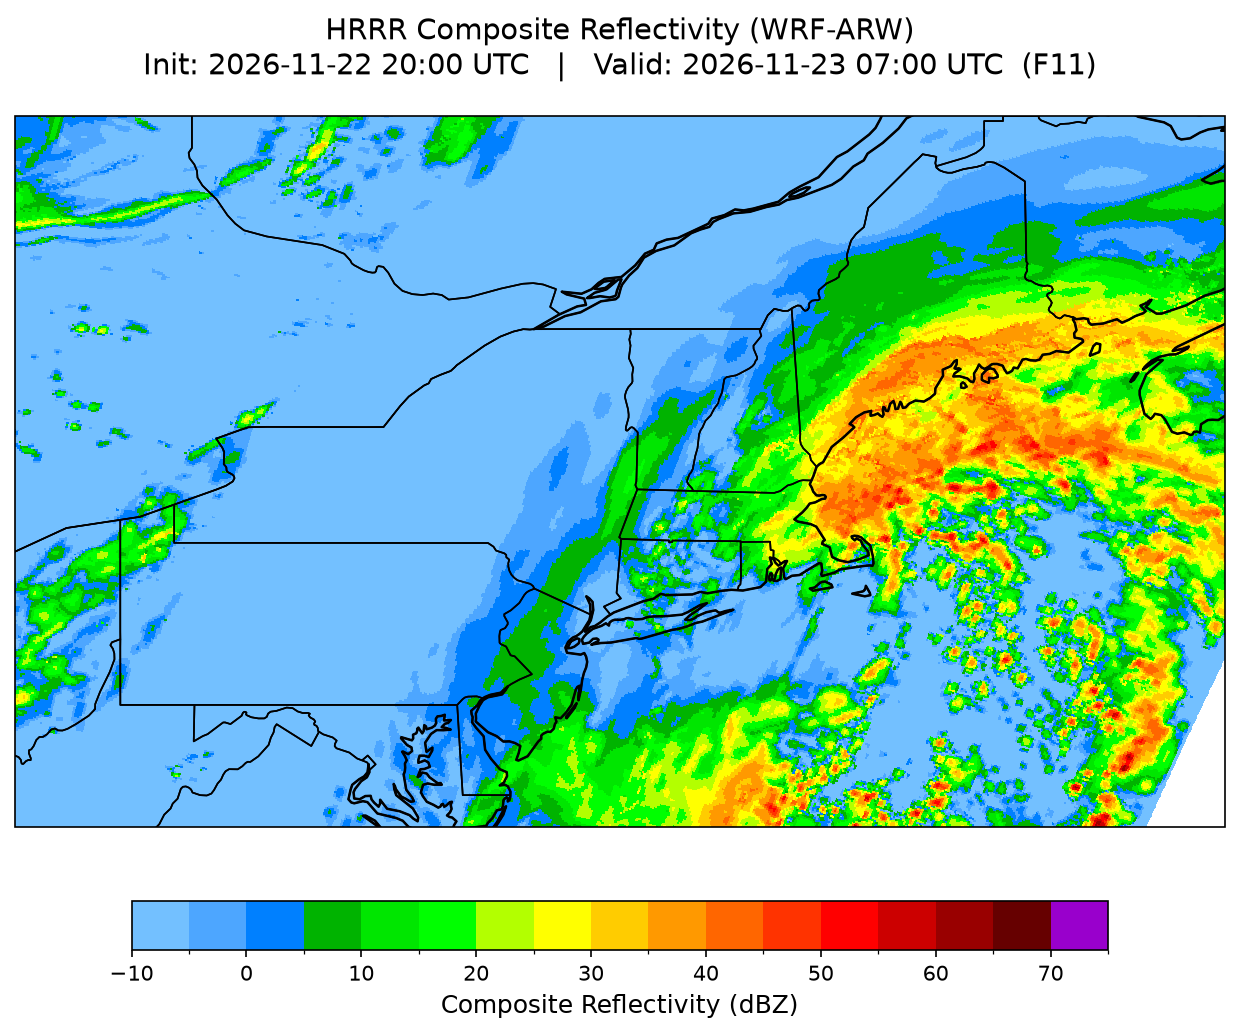 HRRR Composite Reflectivity (WRF-ARW)
Init: 2026-11-22 20:00 UTC   |   Valid: 2026-11-23 07:00 UTC  (F11)
−10 0 10 20 30 40 50 60 70
Composite Reflectivity (dBZ)